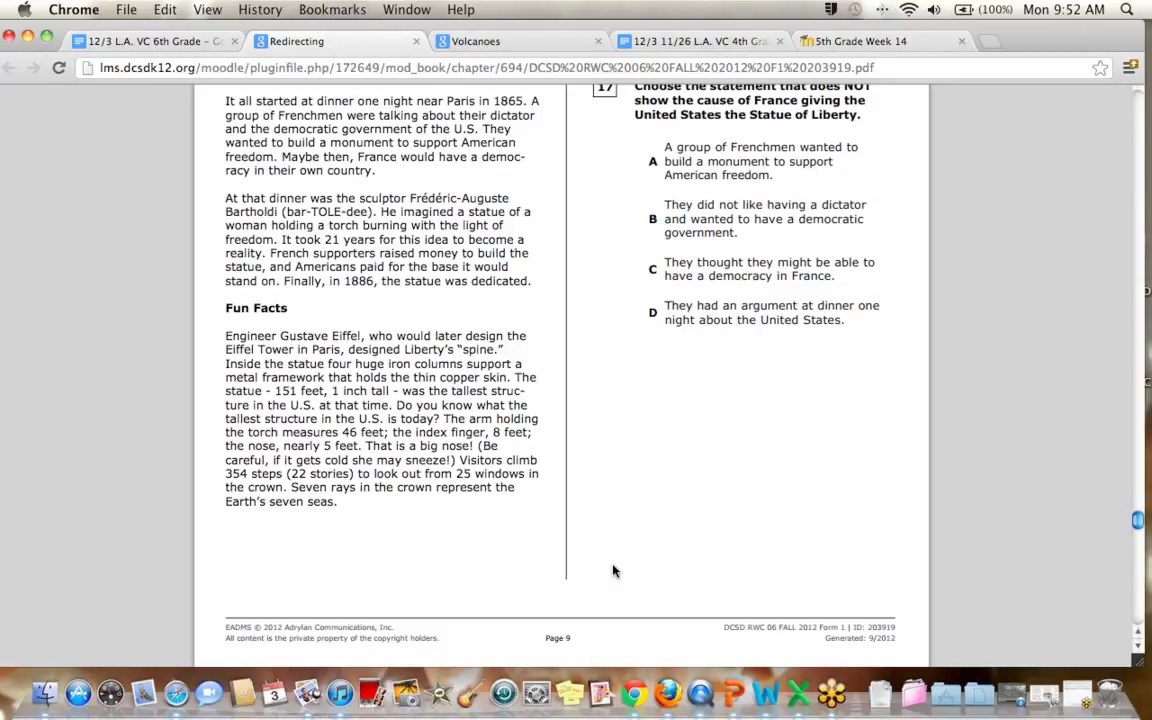 Chrome File Edit View History Bookmarks Window Help
(100%) Mon 9:52 AM
12/3 L.A. VC 6th Grade - G
Redirecting
Volcanoes
12/3 11/26 L.A. VC 4th Gra
5th Grade Week 14
lms.dcsdk12.org/moodle/pluginfile.php/172649/mod_book/chapter/694/DCSD%20RWC%2006%20FALL%202012%20F1%203919.pdf
It all started at dinner one night near Paris in 1865. A
group of Frenchmen were talking about their dictator
and the democratic government of the U.S. They
wanted to build a monument to support American
freedom. Maybe then, France would have a democ-
racy in their own country.
At that dinner was the sculptor Frédéric-Auguste
Bartholdi (bar-TOLE-dee). He imagined a statue of a
woman holding a torch burning with the light of
freedom. It took 21 years for this idea to become a
reality. French supporters raised money to build the
statue, and Americans paid for the base it would
stand on. Finally, in 1886, the statue was dedicated.
Fun Facts
Engineer Gustave Eiffel, who would later design the
Eiffel Tower in Paris, designed Liberty's “spine.”
Inside the statue four huge iron columns support a
metal framework that holds the thin copper skin. The
statue - 151 feet, 1 inch tall - was the tallest struc-
ture in the U.S. at that time. Do you know what the
tallest structure in the U.S. is today? The arm holding
the torch measures 46 feet; the index finger, 8 feet;
the nose, nearly 5 feet. That is a big nose! (Be
careful, if it gets cold she may sneeze!) Visitors climb
354 steps (22 stories) to look out from 25 windows in
the crown. Seven rays in the crown represent the
Earth's seven seas.
17
Choose the statement that does NOT
show the cause of France giving the
United States the Statue of Liberty.
A group of Frenchmen wanted to
A build a monument to support
American freedom.
They did not like having a dictator
B and wanted to have a democratic
government.
C They thought they might be able to
have a democracy in France.
D They had an argument at dinner one
night about the United States.
EADMS © 2012 Adrylan Communications, Inc.
All content is the private property of the copyright holders.
Page 9
DCSD RWC 06 FALL 2012 Form 1 | ID: 203919
Generated: 9/2012
3